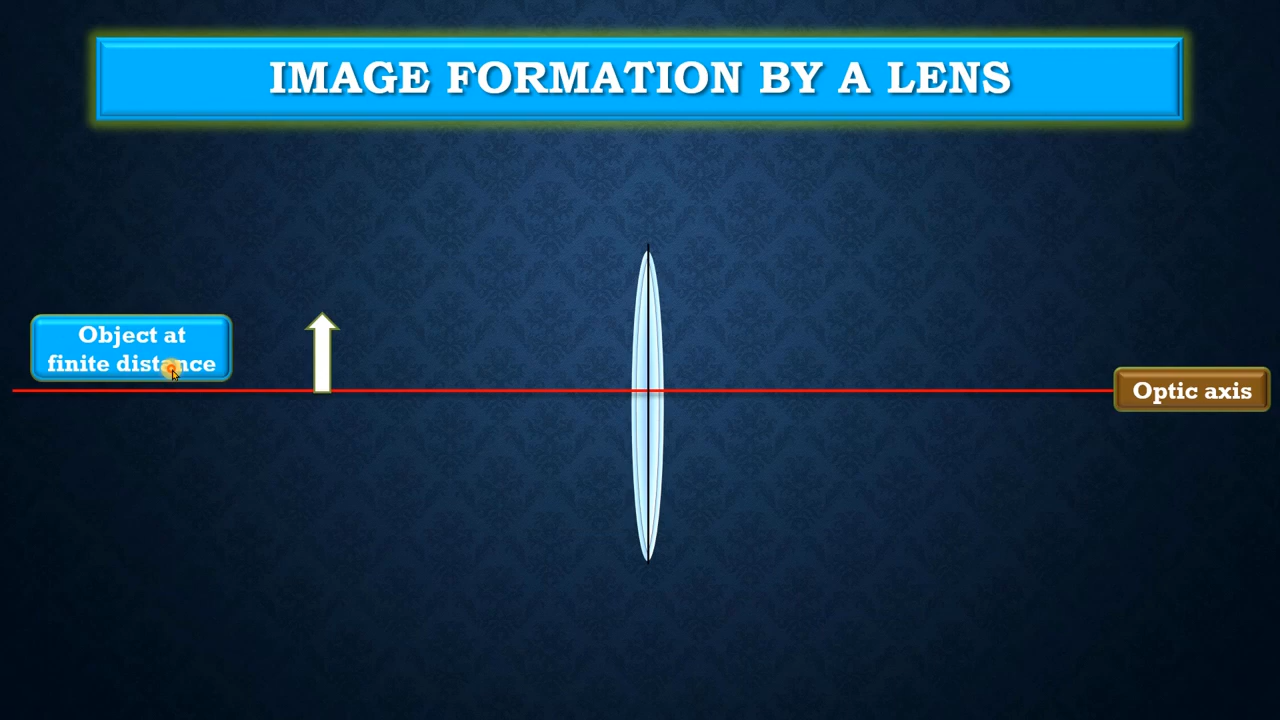 IMAGE FORMATION BY A LENS
Object at
finite distance
Optic axis